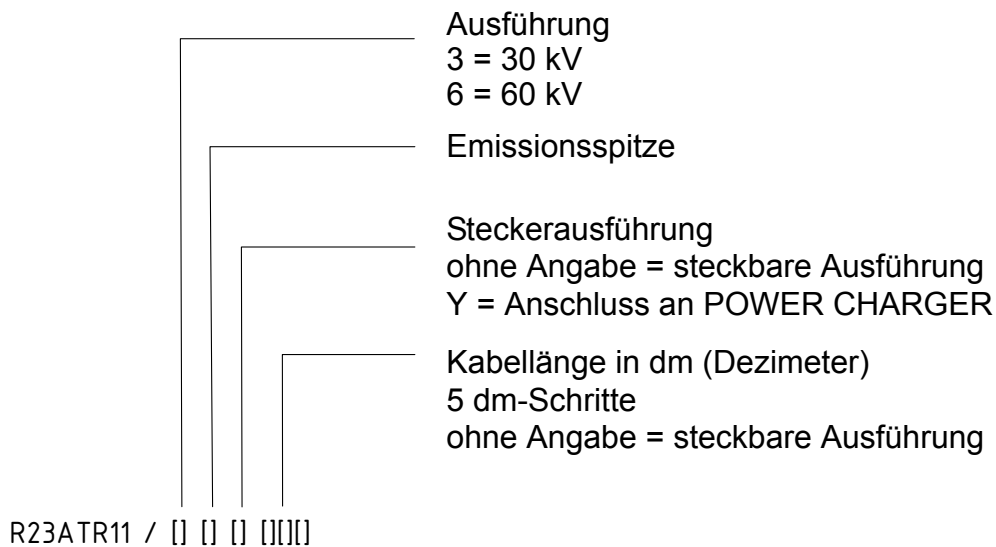 Ausführung
3 = 30 kV
6 = 60 kV
Emissionsspitze
Steckerausführung
ohne Angabe = steckbare Ausführung
Y = Anschluss an POWER CHARGER
Kabellänge in dm (Dezimeter)
5 dm-Schritte
ohne Angabe = steckbare Ausführung
R23ATR11 / [] [] [] [][][]